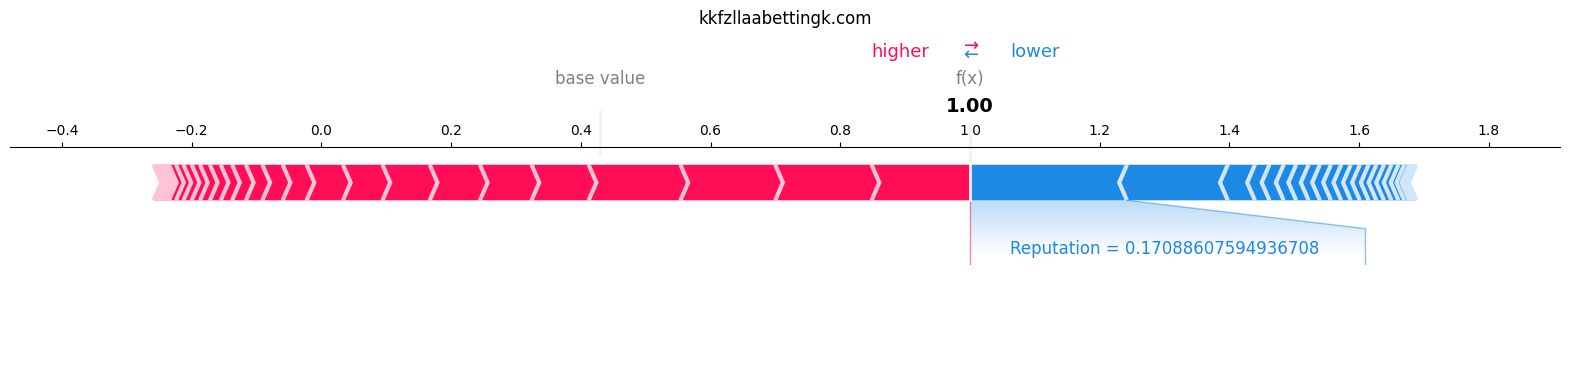 kkfzllaabettingk.com
higher ⇄ lower
base value f(x)
1.00
−0.4 −0.2 0.0 0.2 0.4 0.6 0.8 1.0 1.2 1.4 1.6 1.8
Reputation = 0.17088607594936708